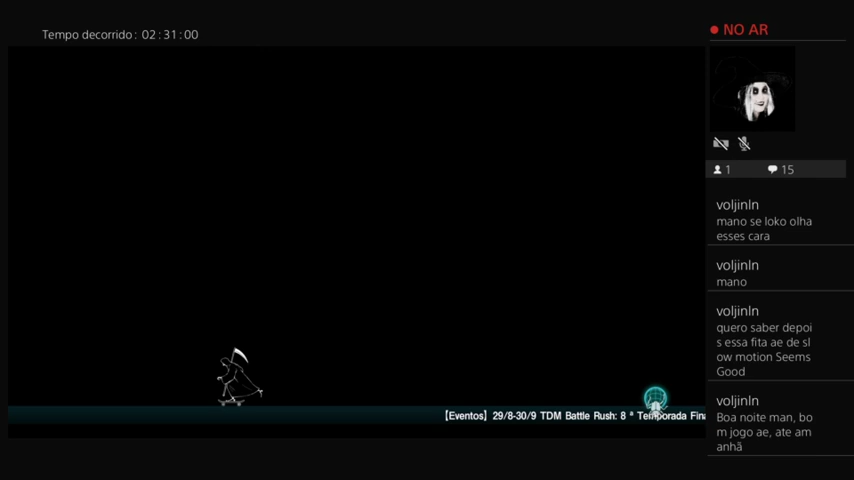 Tempo decorrido: 02:31:00
NO AR
1 15
voljinln
mano se loko olha
esses cara
voljinln
mano
voljinln
quero saber depoi
s essa fita ae de sl
ow motion Seems
Good
voljinln
Boa noite man, bo
m jogo ae, ate am
anhã
【Eventos】 29/8-30/9 TDM Battle Rush: 8 ª Temporada Fina